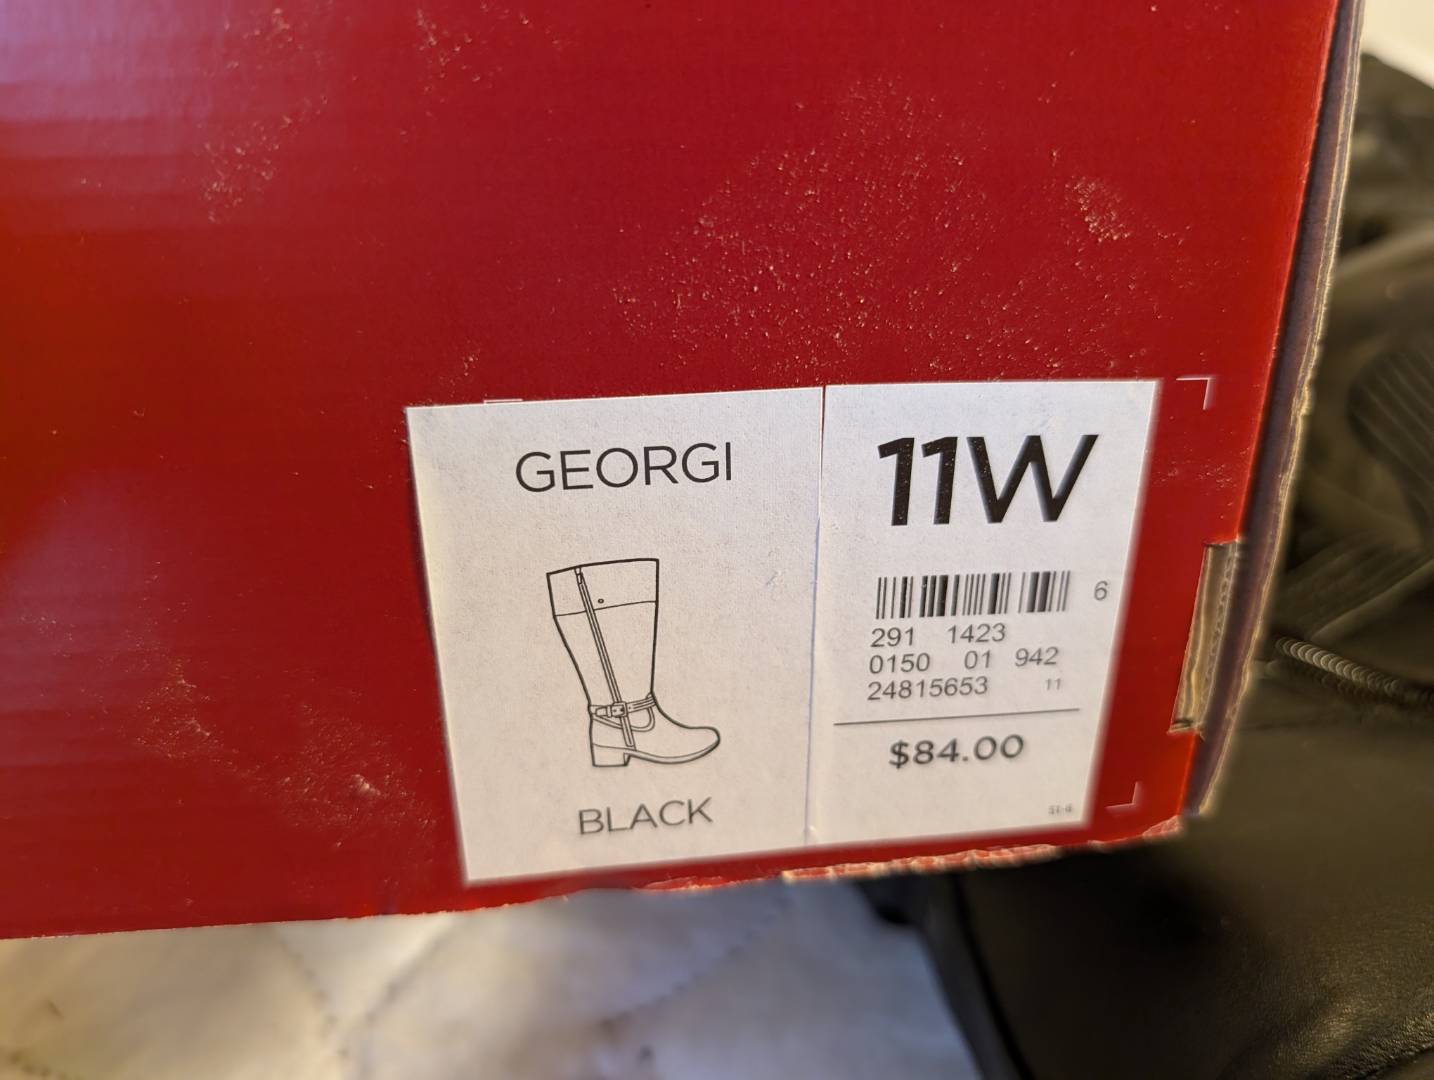 GEORGI
BLACK
11W
6
291 1423
0150 01 942
24815653 11
$84.00